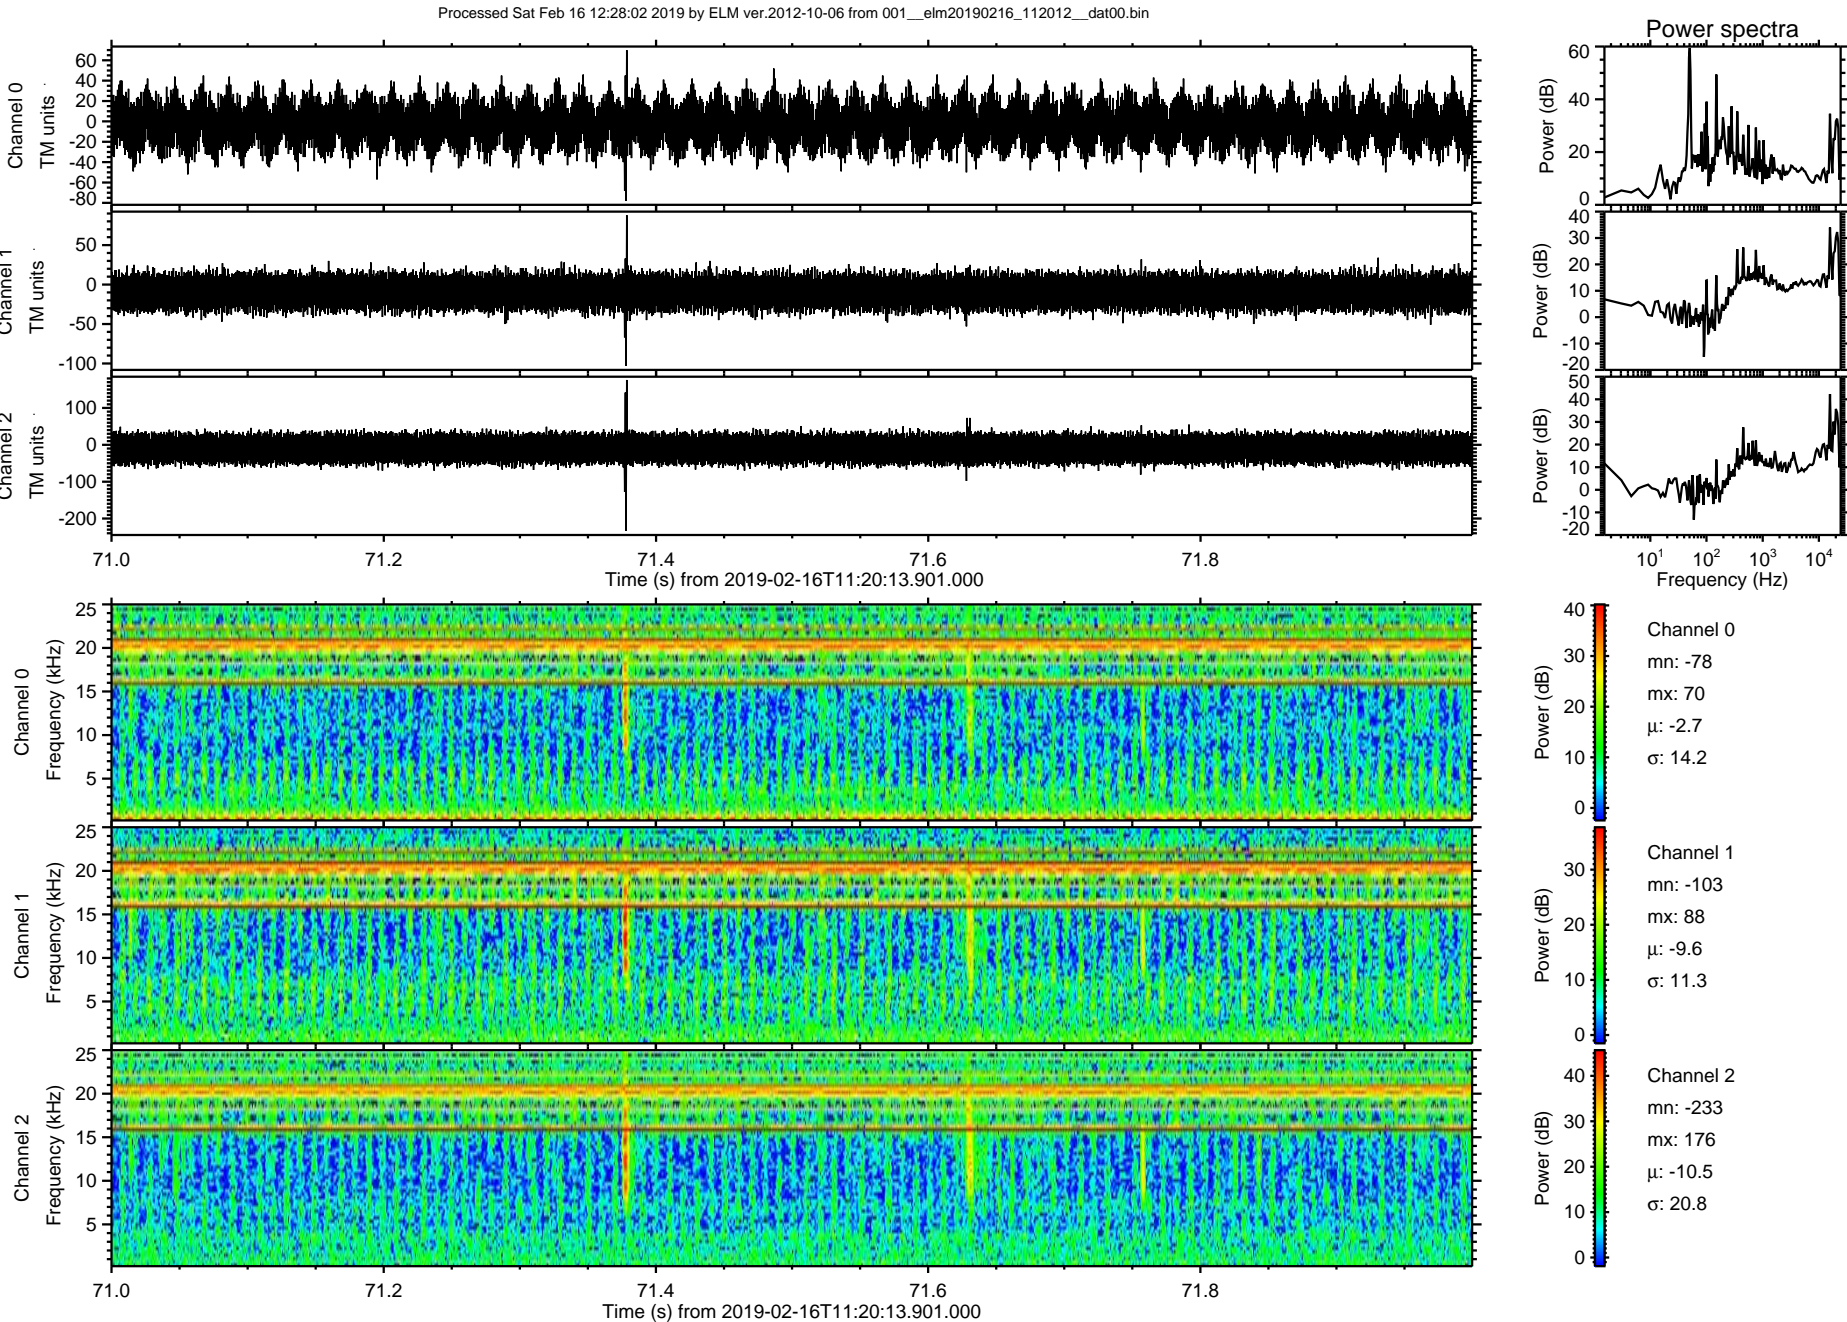 Processed Sat Feb 16 12:28:02 2019 by ELM ver.2012-10-06 from 001__elm20190216_112012__dat00.bin
Power spectra
Channel 0
TM units
60
40
20
0
-20
-40
-60
-80
Power (dB)
60
40
20
0
Channel 1
TM units
50
0
-50
-100
Power (dB)
40
30
20
10
0
-10
-20
Channel 2
TM units
100
0
-100
-200
Power (dB)
50
40
30
20
10
0
-10
-20
71.0 71.2 71.4 71.6 71.8
Time (s) from 2019-02-16T11:20:13.901.000
10¹ 10² 10³ 10⁴
Frequency (Hz)
Channel 0
Frequency (kHz)
25
20
15
10
5
Power (dB)
40
30
20
10
0
Channel 0
mn: -78
mx: 70
μ: -2.7
σ: 14.2
Channel 1
Frequency (kHz)
25
20
15
10
5
Power (dB)
30
20
10
0
Channel 1
mn: -103
mx: 88
μ: -9.6
σ: 11.3
Channel 2
Frequency (kHz)
25
20
15
10
5
Power (dB)
40
30
20
10
0
Channel 2
mn: -233
mx: 176
μ: -10.5
σ: 20.8
71.0 71.2 71.4 71.6 71.8
Time (s) from 2019-02-16T11:20:13.901.000